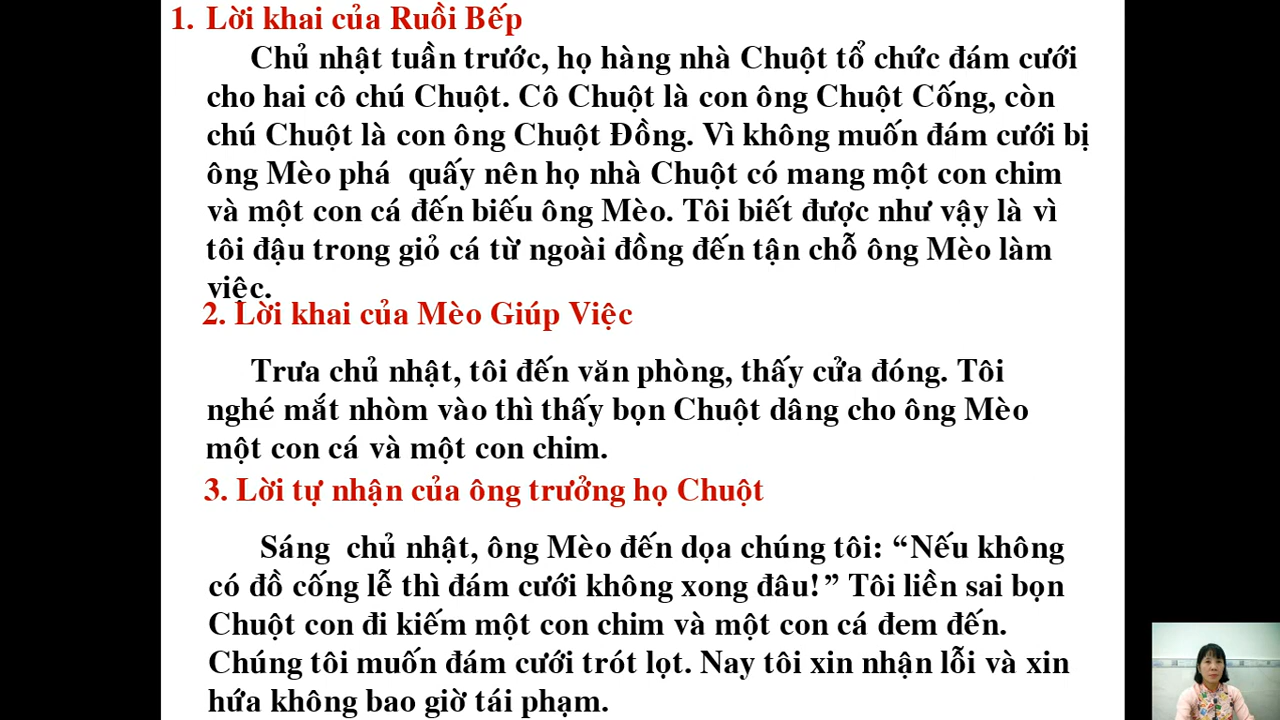 1. Lời khai của Ruồi Bếp
Chủ nhật tuần trước, họ hàng nhà Chuột tổ chức đám cưới
cho hai cô chú Chuột. Cô Chuột là con ông Chuột Cống, còn
chú Chuột là con ông Chuột Đồng. Vì không muốn đám cưới bị
ông Mèo phá quấy nên họ nhà Chuột có mang một con chim
và một con cá đến biếu ông Mèo. Tôi biết được như vậy là vì
tôi đậu trong giỏ cá từ ngoài đồng đến tận chỗ ông Mèo làm
việc.
2. Lời khai của Mèo Giúp Việc
Trưa chủ nhật, tôi đến văn phòng, thấy cửa đóng. Tôi
nghé mắt nhòm vào thì thấy bọn Chuột dâng cho ông Mèo
một con cá và một con chim.
3. Lời tự nhận của ông trưởng họ Chuột
Sáng chủ nhật, ông Mèo đến dọa chúng tôi: “Nếu không
có đồ cống lễ thì đám cưới không xong đâu!” Tôi liền sai bọn
Chuột con đi kiếm một con chim và một con cá đem đến.
Chúng tôi muốn đám cưới trót lọt. Nay tôi xin nhận lỗi và xin
hứa không bao giờ tái phạm.